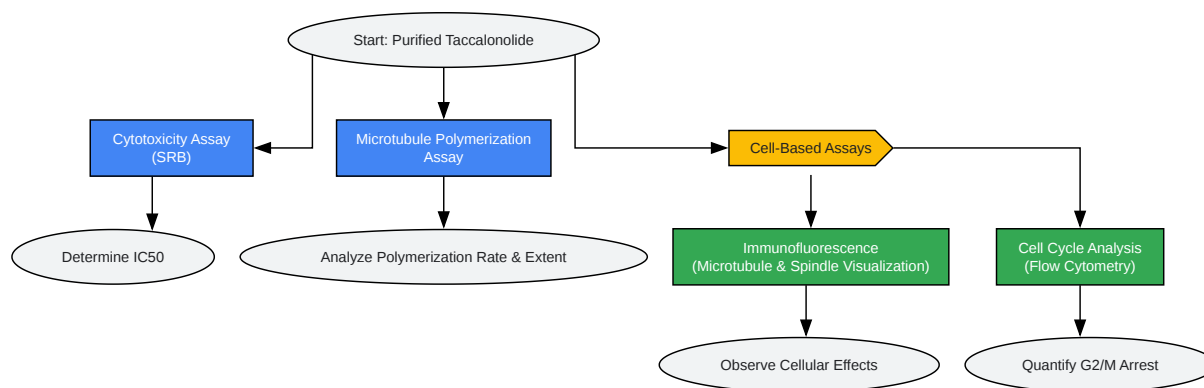 Start: Purified Taccalonolide
Cytotoxicity Assay
(SRB)
Microtubule Polymerization
Assay
Cell-Based Assays
Determine IC50
Analyze Polymerization Rate & Extent
Immunofluorescence
(Microtubule & Spindle Visualization)
Cell Cycle Analysis
(Flow Cytometry)
Observe Cellular Effects
Quantify G2/M Arrest